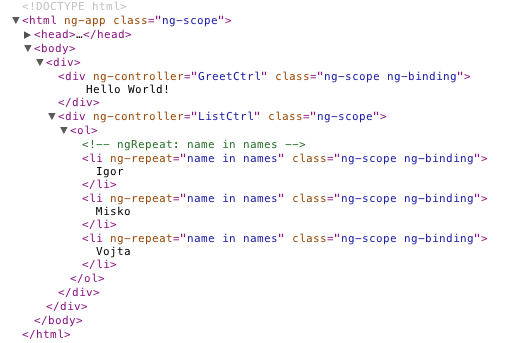 <!DOCTYPE html>
▼<html ng-app class="ng-scope">
▶<head>…</head>
▼<body>
▼<div>
<div ng-controller="GreetCtrl" class="ng-scope ng-binding">
Hello World!
</div>
▼<div ng-controller="ListCtrl" class="ng-scope">
▼<ol>
<!-- ngRepeat: name in names -->
<li ng-repeat="name in names" class="ng-scope ng-binding">
Igor
</li>
<li ng-repeat="name in names" class="ng-scope ng-binding">
Misko
</li>
<li ng-repeat="name in names" class="ng-scope ng-binding">
Vojta
</li>
</ol>
</div>
</div>
</body>
</html>